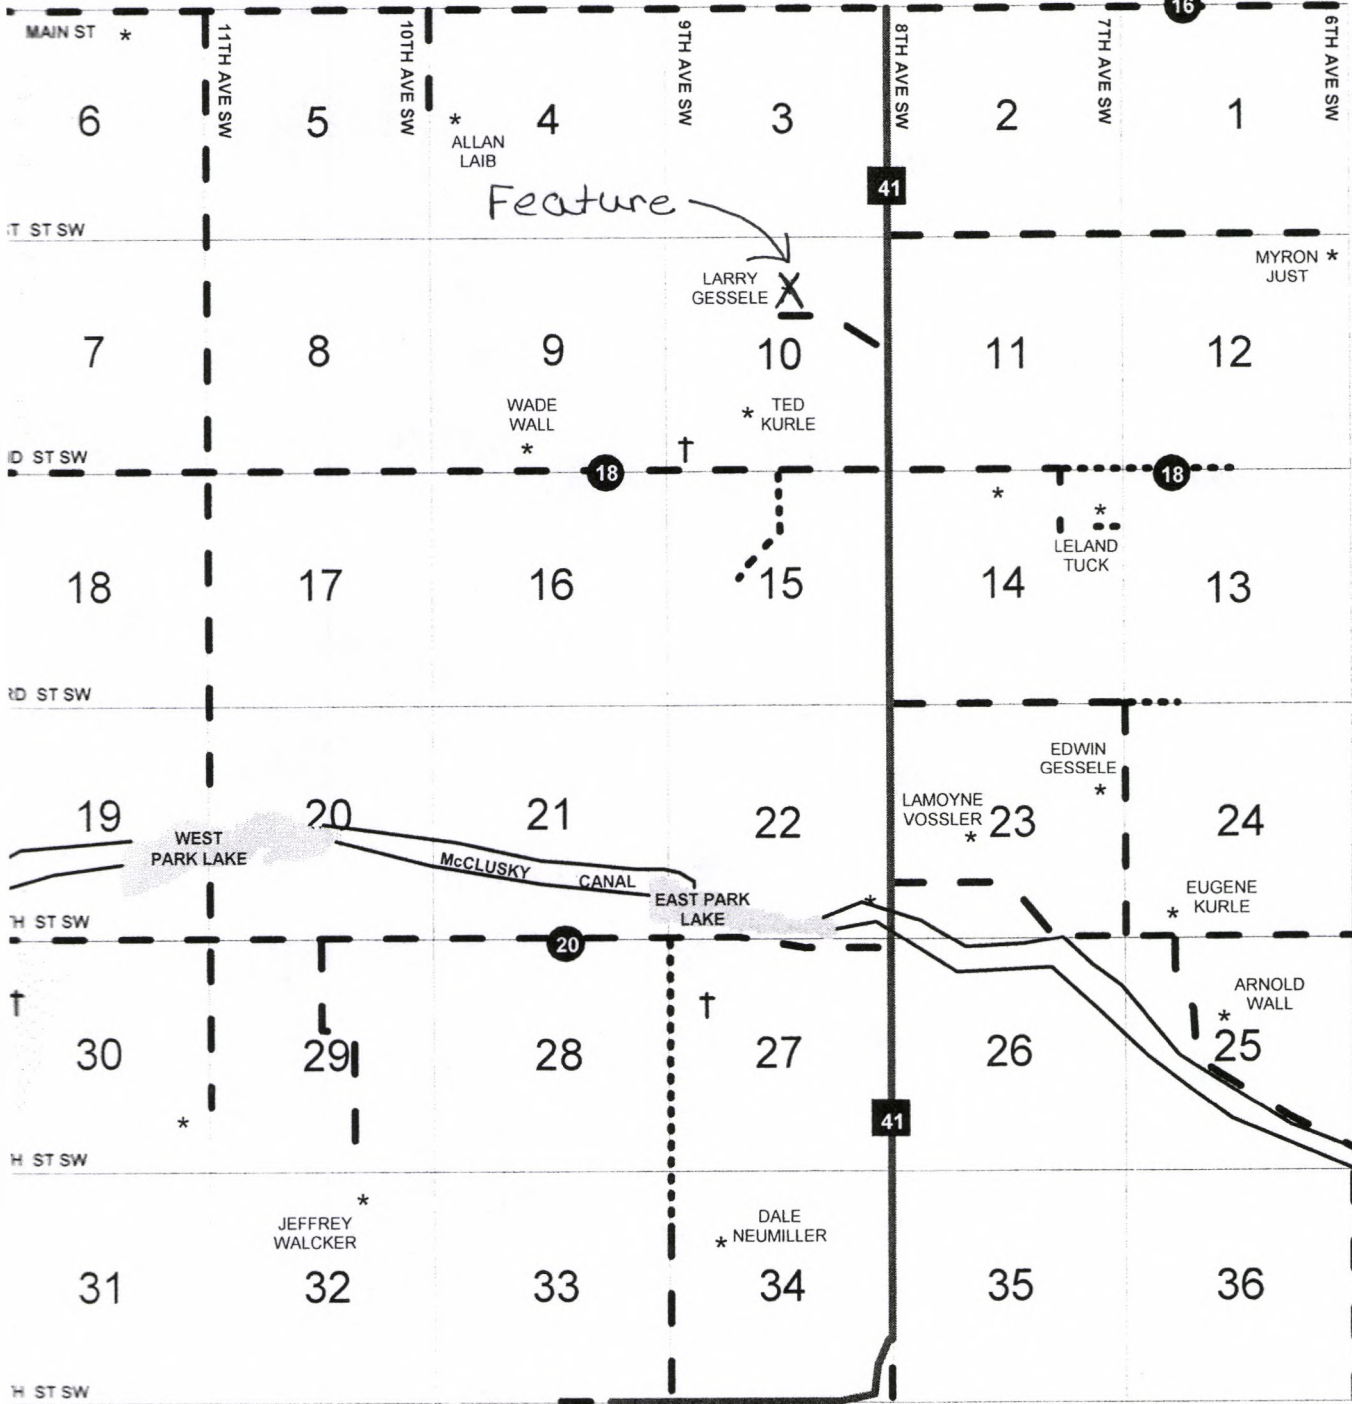 16
MAIN ST *
11TH AVE SW
10TH AVE SW
9TH AVE SW
8TH AVE SW
7TH AVE SW
6TH AVE SW
6
5
4
3
2
1
* ALLAN
LAIB
41
Feature
ST SW
MYRON *
JUST
LARRY
GESSELE X
7
8
9
10
11
12
WADE
WALL
*
* TED
KURLE
†
ST SW
18
18
*
*
LELAND
TUCK
18
17
16
15
14
13
RD ST SW
EDWIN
GESSELE
*
LAMOYNE
VOSSLER
*
19
20
21
22
23
24
WEST
PARK LAKE
McCLUSKY CANAL
EAST PARK
LAKE
*
EUGENE
KURLE
*
TH ST SW
20
†
†
ARNOLD
WALL
*
30
29
28
27
26
25
41
*
H ST SW
*
JEFFREY
WALCKER
DALE
* NEUMILLER
31
32
33
34
35
36
H ST SW